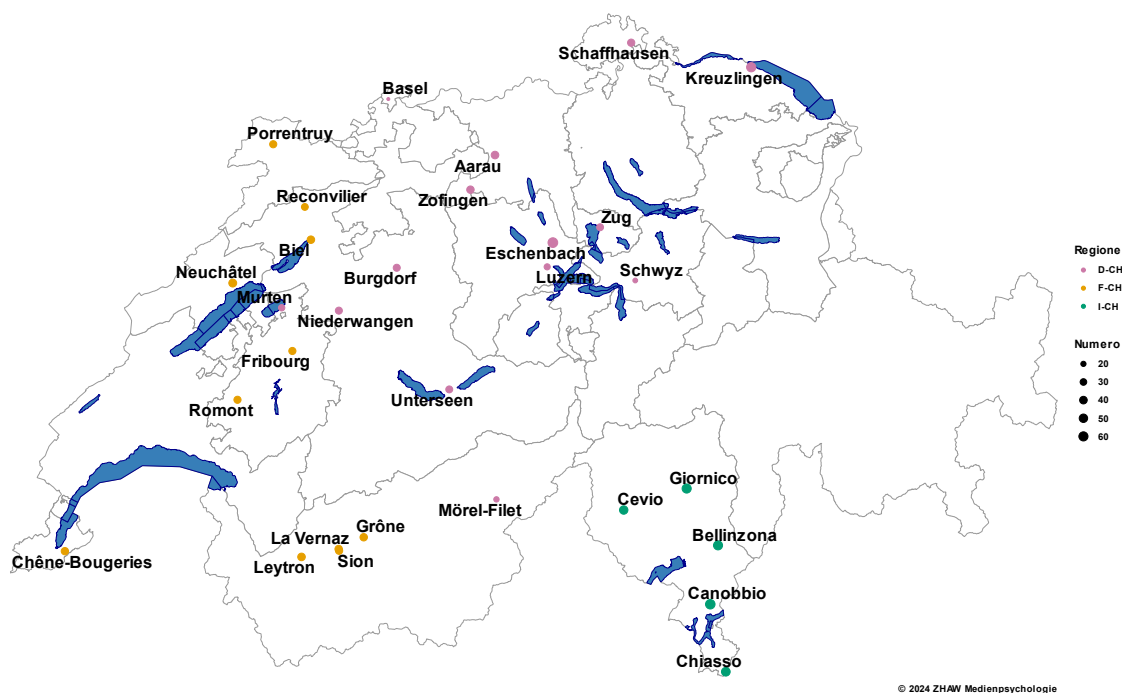 Schaffhausen
Kreuzlingen
Basel
Porrentruy
Aarau
Zofingen
Reconvilier
Zug
Biel
Eschenbach
Neuchâtel
Burgdorf
Luzern
Schwyz
Murten
Niederwangen
Fribourg
Unterseen
Romont
Giornico
Cevio
Mörel-Filet
Grône
La Vernaz
Bellinzona
Sion
Leytron
Chêne-Bougeries
Canobbio
Chiasso
Regione
D-CH
F-CH
I-CH
Numero
20
30
40
50
60
© 2024 ZHAW Medienpsychologie